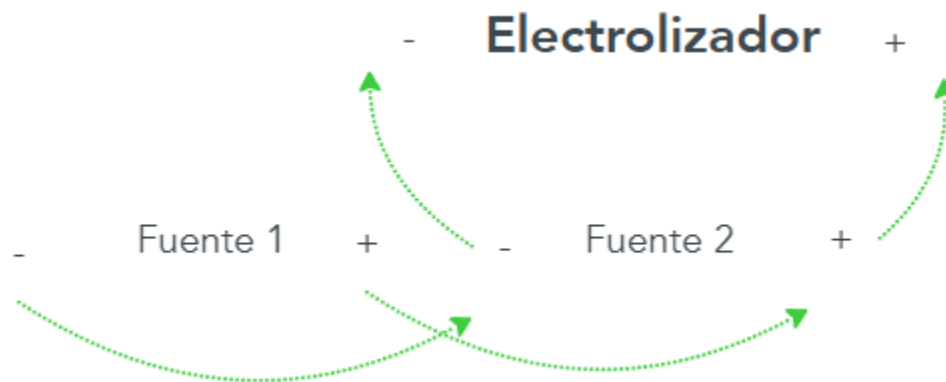 - Electrolizador +
- Fuente 1 + - Fuente 2 +